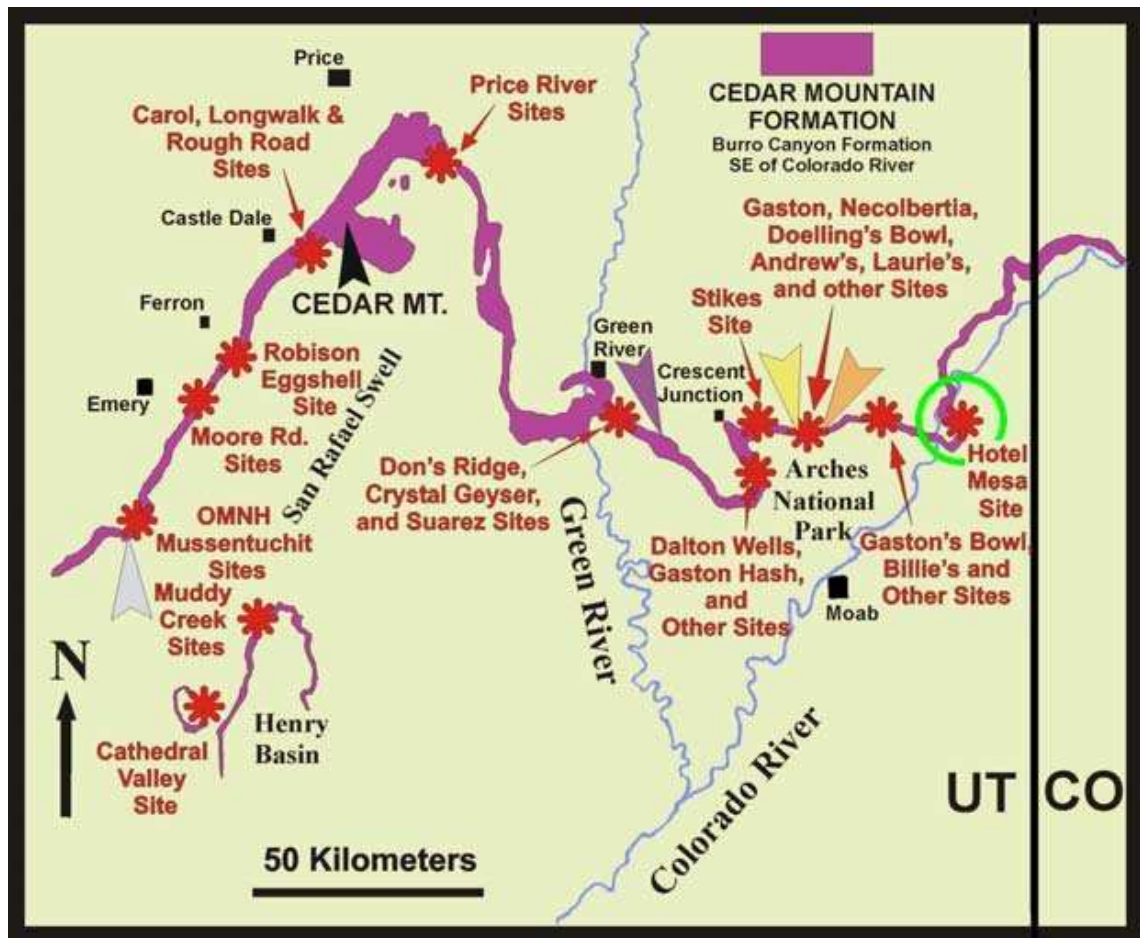 Price
Price River
Sites
Carol, Longwalk &
Rough Road
Sites
CEDAR MOUNTAIN
FORMATION
Burro Canyon Formation
SE of Colorado River
Castle Dale
CEDAR MT.
Gaston, Necolbertia,
Doelling's Bowl,
Andrew's, Laurie's,
and other Sites
Stikes
Site
Ferron
Green
River
Crescent
Junction
Robison
Eggshell
Site
Emery
Moore Rd.
Sites
San Rafael Swell
Don's Ridge,
Crystal Geyser,
and Suarez Sites
Arches
National
Park
Hotel
Mesa
Site
OMNH
Mussentuchit
Sites
Dalton Wells,
Gaston Hash,
and
Other Sites
Gaston's Bowl,
Billie's and
Other Sites
Moab
Muddy
Creek
Sites
Green River
N
Henry
Basin
Cathedral
Valley
Site
Colorado River
UT
CO
50 Kilometers